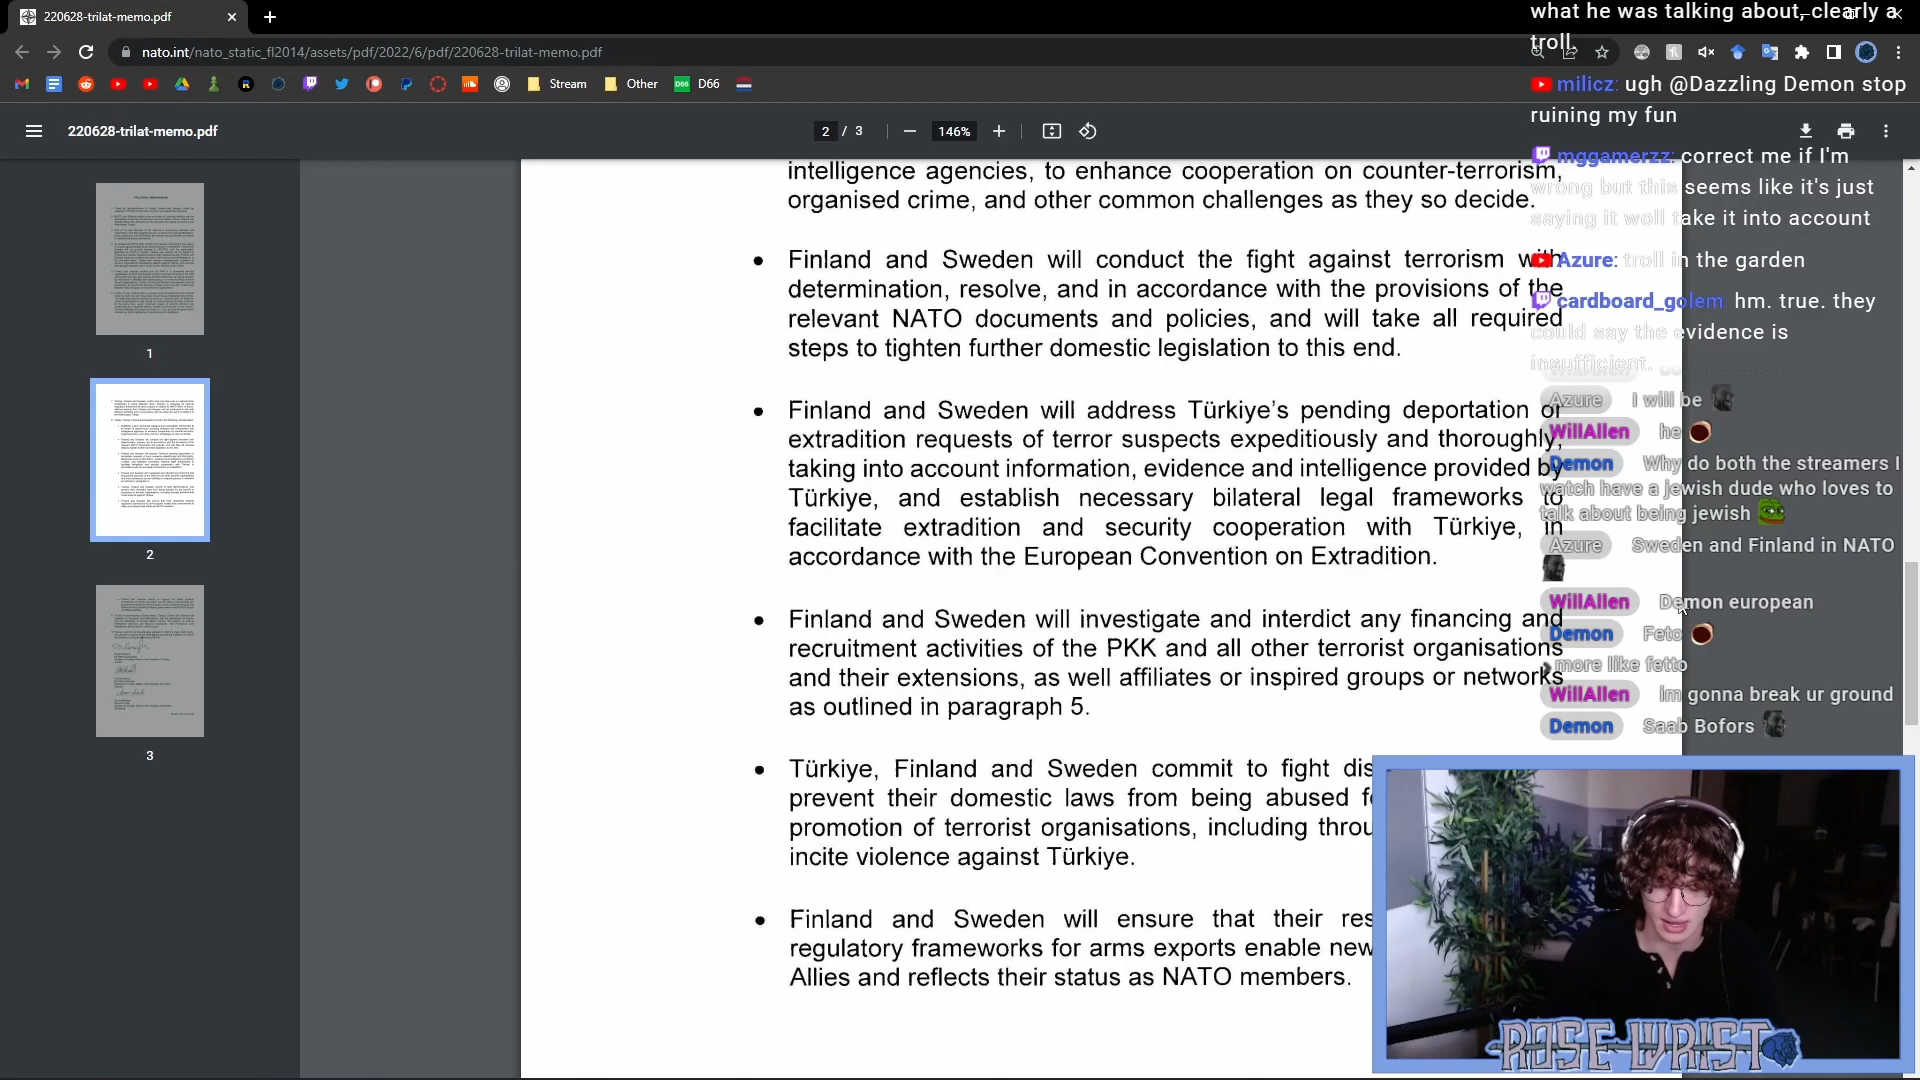 220628-trilat-memo.pdf
nato.int/nato_static_fl2014/assets/pdf/2022/6/pdf/220628-trilat-memo.pdf
Stream
Other
D66
D66
220628-trilat-memo.pdf
2 / 3
146%
1
2
3
intelligence agencies, to enhance cooperation on counter-terrorism,
organised crime, and other common challenges as they so decide.
• Finland and Sweden will conduct the fight against terrorism with
determination, resolve, and in accordance with the provisions of the
relevant NATO documents and policies, and will take all required
steps to tighten further domestic legislation to this end.
• Finland and Sweden will address Türkiye's pending deportation or
extradition requests of terror suspects expeditiously and thoroughly,
taking into account information, evidence and intelligence provided by
Türkiye, and establish necessary bilateral legal frameworks to
facilitate extradition and security cooperation with Türkiye, in
accordance with the European Convention on Extradition.
• Finland and Sweden will investigate and interdict any financing and
recruitment activities of the PKK and all other terrorist organisations
and their extensions, as well affiliates or inspired groups or networks
as outlined in paragraph 5.
• Türkiye, Finland and Sweden commit to fight dis
prevent their domestic laws from being abused f
promotion of terrorist organisations, including throu
incite violence against Türkiye.
• Finland and Sweden will ensure that their res
regulatory frameworks for arms exports enable new
Allies and reflects their status as NATO members.
what he was talking about, clearly a
troll.
milicz: ugh @Dazzling Demon stop
ruining my fun
mggamerzz: correct me if I'm
wrong but this seems like it's just
saying it woll take it into account
Azure: troll in the garden
cardboard_golem: hm. true. they
could say the evidence is
insufficient.
Azure I will be
WillAllen he
Demon Why do both the streamers I
watch have a jewish dude who loves to
talk about being jewish
Azure Sweden and Finland in NATO
WillAllen Demon european
Demon Feto
more like fetto
WillAllen im gonna break ur ground
Demon Saab Bofors
ROSE WRIST